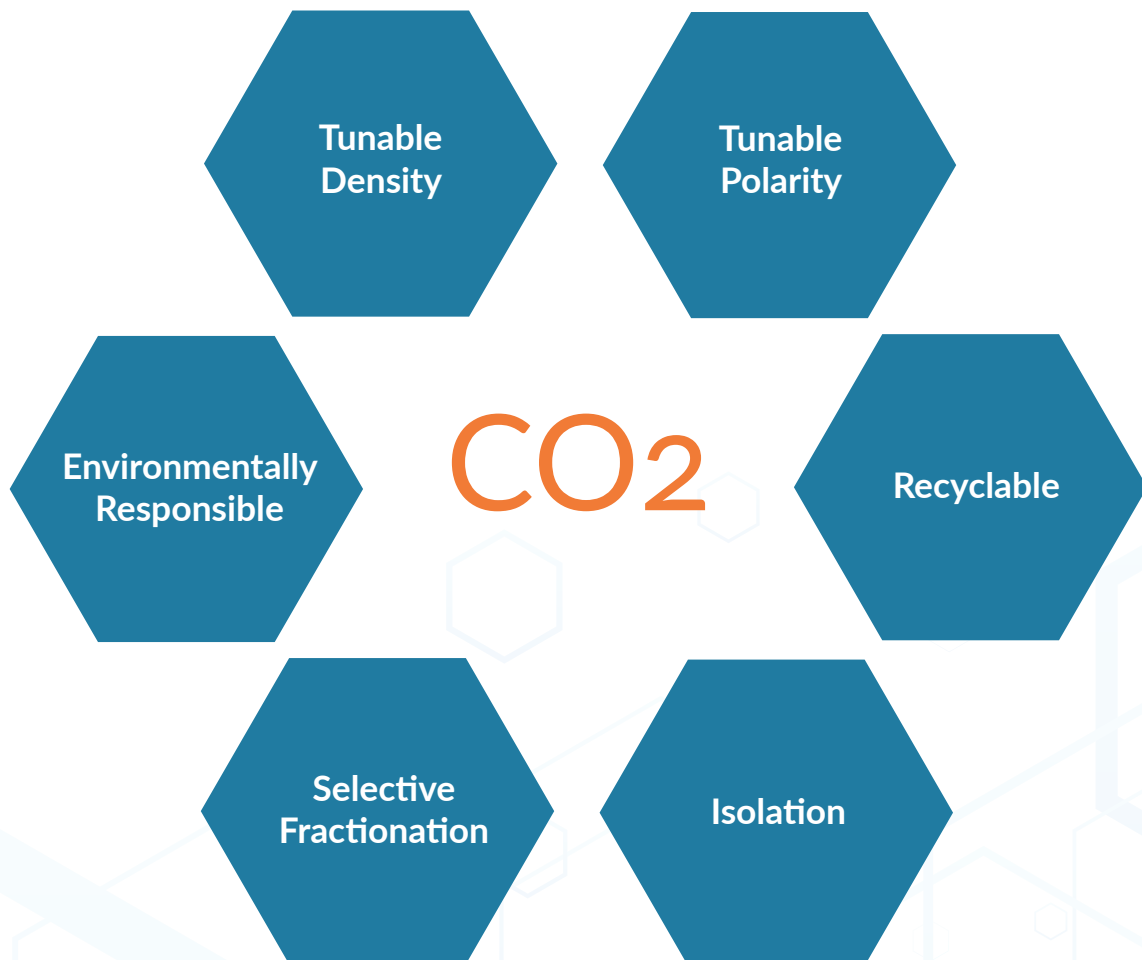 Tunable
Density
Tunable
Polarity
Environmentally
Responsible
CO2
Recyclable
Selective
Fractionation
Isolation